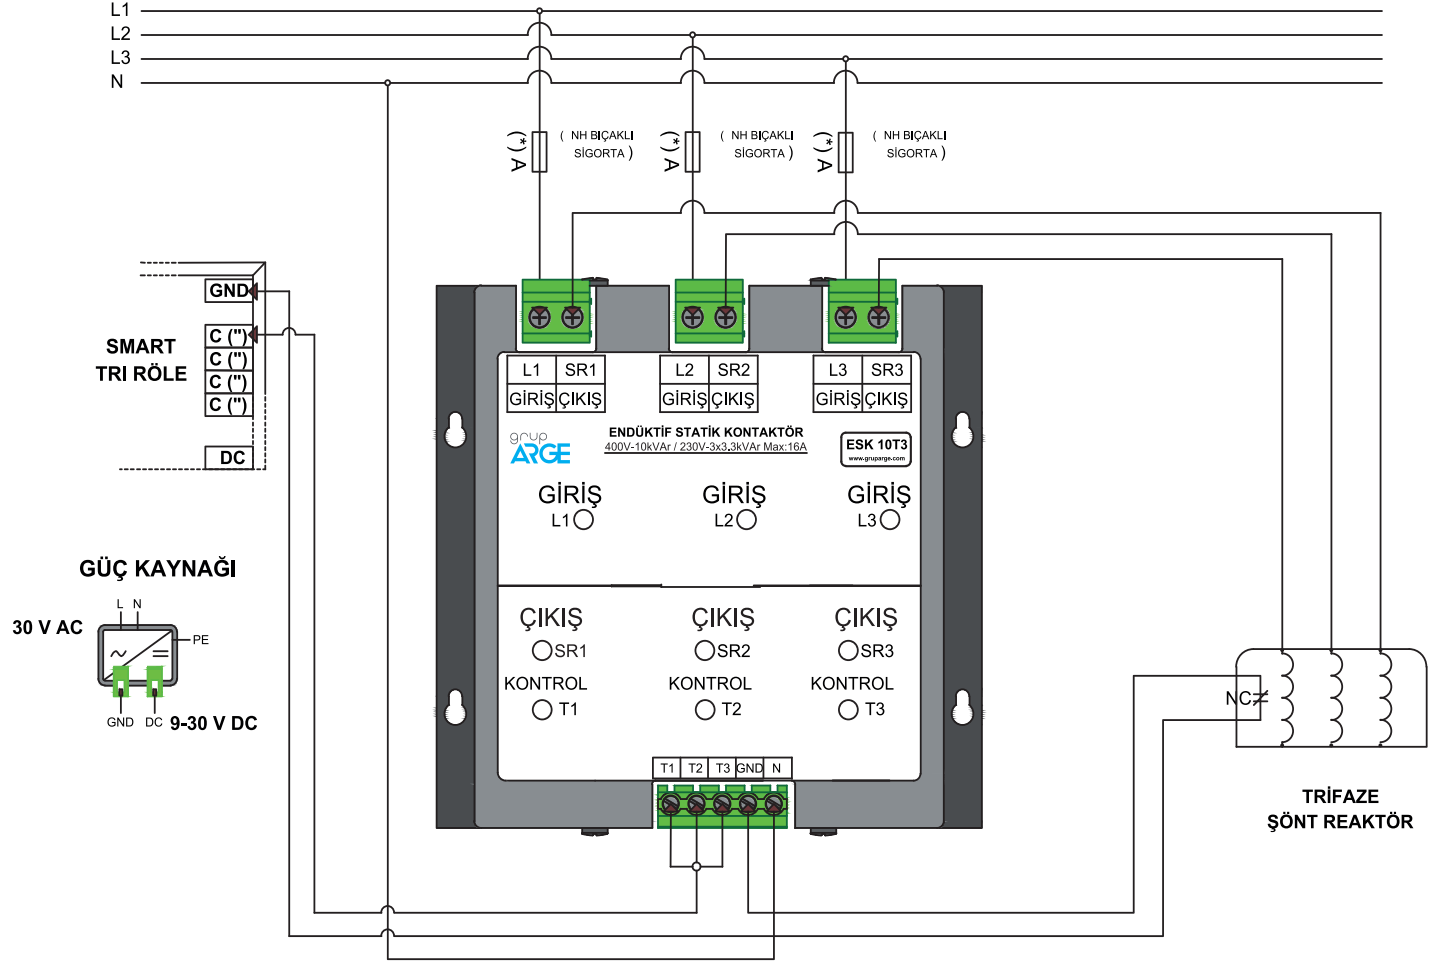 L1
L2
L3
N
(*) A
( NH BIÇAKLI
SİGORTA )
(*) A
( NH BIÇAKLI
SİGORTA )
(*) A
( NH BIÇAKLI
SİGORTA )
GND
C (")
C (")
C (")
C (")
DC
SMART
TRI RÖLE
L1 SR1
GİRİŞ ÇIKIŞ
L2 SR2
GİRİŞ ÇIKIŞ
L3 SR3
GİRİŞ ÇIKIŞ
grup
ARGE
ENDÜKTİF STATİK KONTAKTÖR
400V-10kVAr / 230V-3x3,3kVAr Max:16A
ESK 10T3
www.gruparge.com
GİRİŞ
L1
GİRİŞ
L2
GİRİŞ
L3
ÇIKIŞ
SR1
ÇIKIŞ
SR2
ÇIKIŞ
SR3
KONTROL
T1
KONTROL
T2
KONTROL
T3
T1 T2 T3 GND N
GÜÇ KAYNAĞI
30 V AC
L N
PE
GND DC
9-30 V DC
NC
TRİFAZE
ŞÖNT REAKTÖR